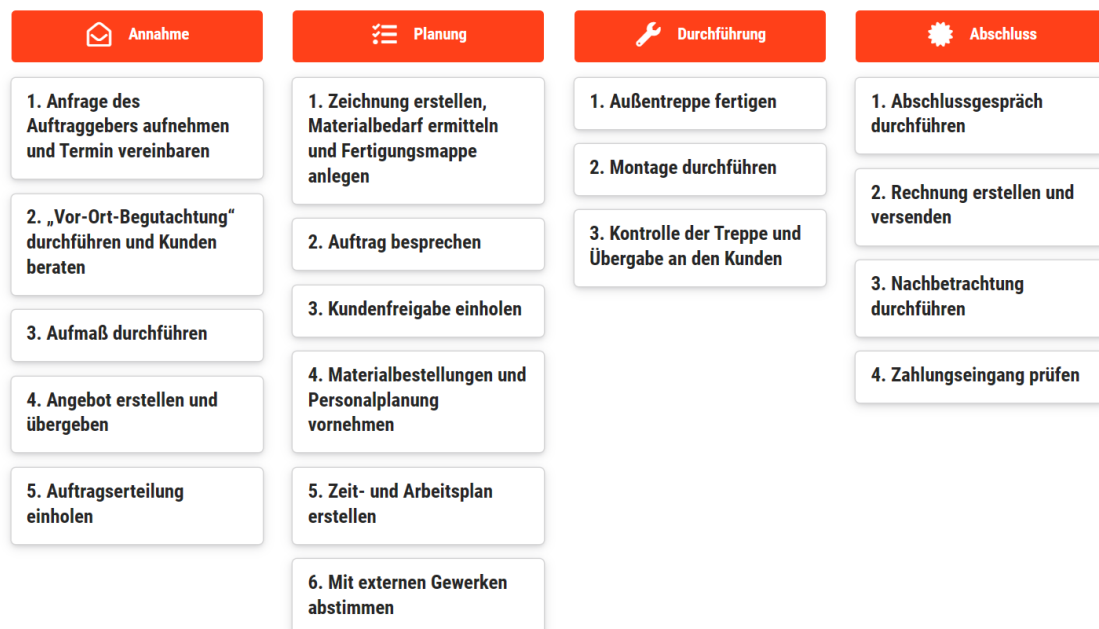 Annahme
1. Anfrage des
Auftraggebers aufnehmen
und Termin vereinbaren
2. „Vor-Ort-Begutachtung“
durchführen und Kunden
beraten
3. Aufmaß durchführen
4. Angebot erstellen und
übergeben
5. Auftragserteilung
einholen
Planung
1. Zeichnung erstellen,
Materialbedarf ermitteln
und Fertigungsmappe
anlegen
2. Auftrag besprechen
3. Kundenfreigabe einholen
4. Materialbestellungen und
Personalplanung
vornehmen
5. Zeit- und Arbeitsplan
erstellen
6. Mit externen Gewerken
abstimmen
Durchführung
1. Außentreppe fertigen
2. Montage durchführen
3. Kontrolle der Treppe und
Übergabe an den Kunden
Abschluss
1. Abschlussgespräch
durchführen
2. Rechnung erstellen und
versenden
3. Nachbetrachtung
durchführen
4. Zahlungseingang prüfen